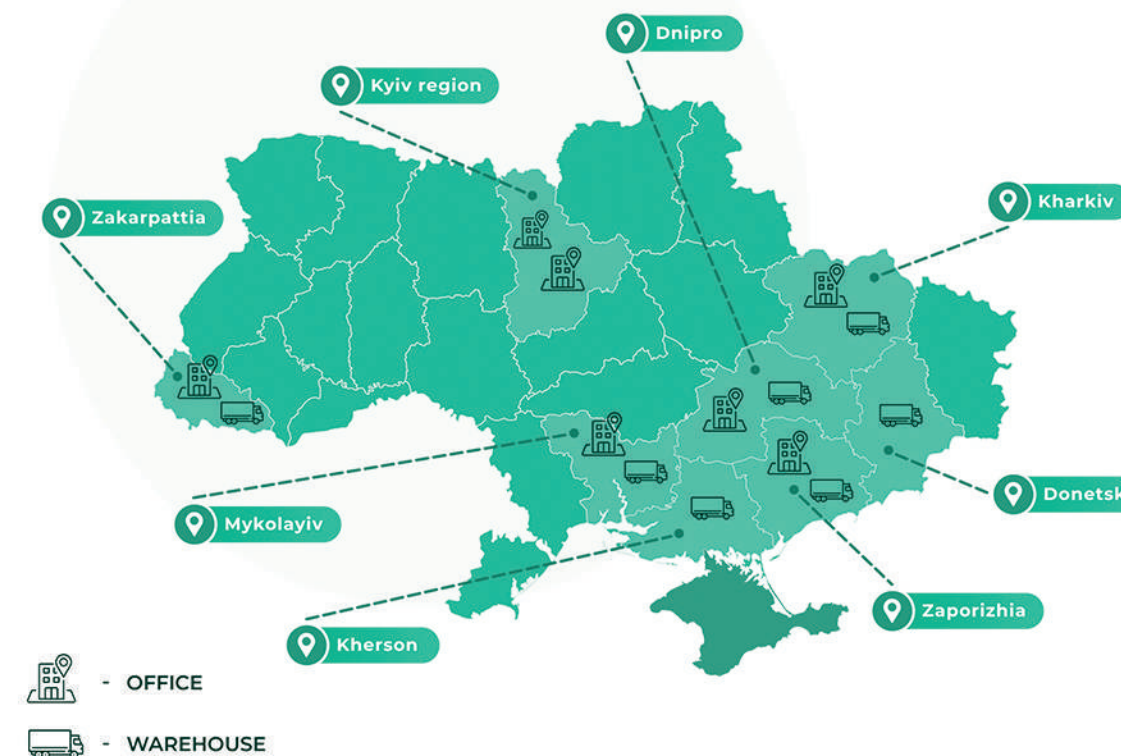 Dnipro
Kyiv region
Kharkiv
Zakarpattia
Donetsk
Mykolayiv
Zaporizhia
Kherson
- OFFICE
- WAREHOUSE